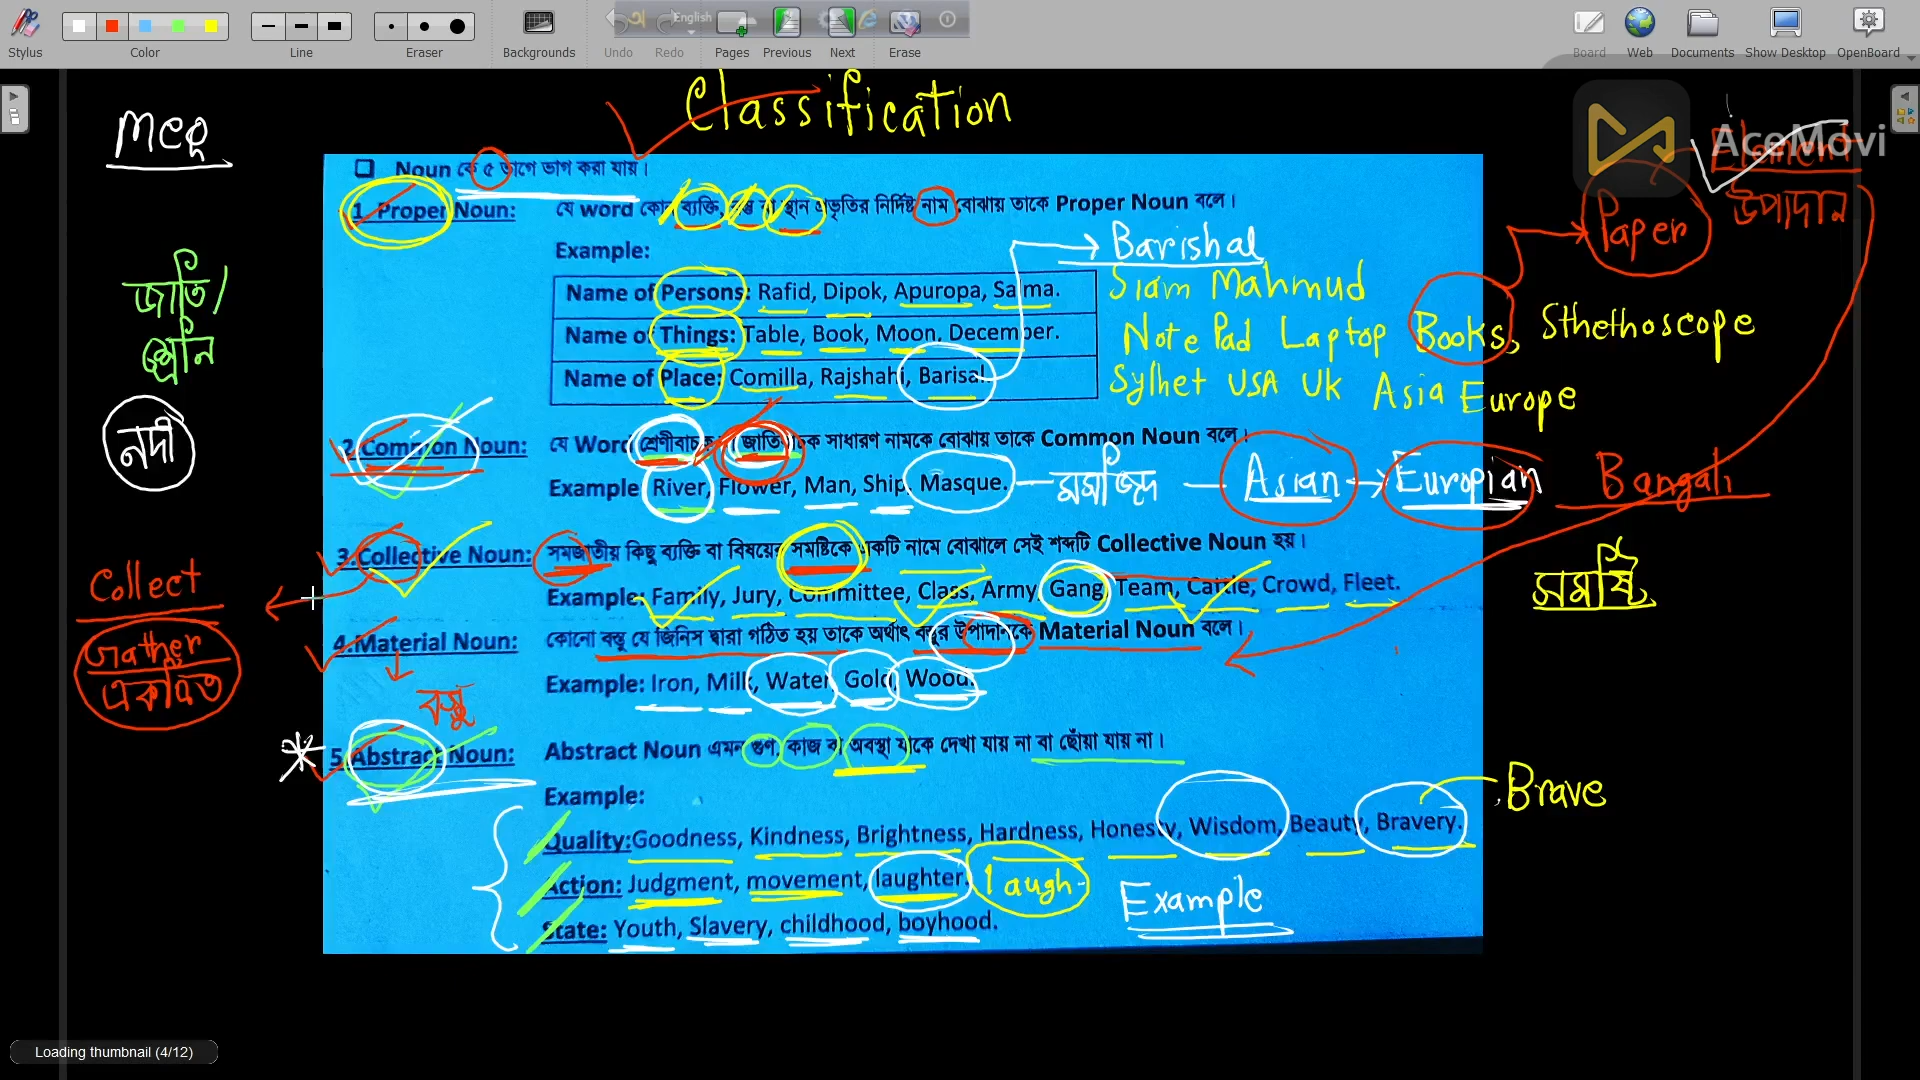 Stylus Color Line Eraser Backgrounds Undo Redo Pages Previous Next Erase Board Web Documents Show Desktop OpenBoard
English
Classification
AceMovi
Element
উপাদান
Paper
জাতি/
নদী
Noun কে ৫ ভাগে ভাগ করা যায়।
1. Proper Noun: যে word কোন ব্যক্তি, বস্তু বা স্থান প্রভৃতির নির্দিষ্ট নাম বোঝায় তাকে Proper Noun বলে।
Example:
Barishal
Name of Persons: Rafid, Dipok, Apuropa, Salma.
Siam Mahmud
Name of Things: Table, Book, Moon, December.
Note Pad Laptop Books, Sthethoscope
Name of Place: Comilla, Rajshahi, Barisal.
Sylhet USA UK Asia Europe
2. Common Noun: যে Word শ্রেণীবাচক বা জাতিবাচক সাধারণ নামকে বোঝায় তাকে Common Noun বলে।
Example: River, Flower, Man, Ship, Masque.
মসজিদ Asian Europian Bangali
3. Collective Noun: সমজাতীয় কিছু ব্যক্তি বা বিষয়ের সমষ্টিকে একটি নামে বোঝালে সেই শব্দটি Collective Noun হয়।
Example: Family, Jury, Committee, Class, Army, Gang, Team, Cattle, Crowd, Fleet.
সমষ্টি
Collect
Gather
একত্রিত
4. Material Noun: কোনো বস্তু যে জিনিস দ্বারা গঠিত হয় তাকে অর্থাৎ বস্তুর উপাদানকে Material Noun বলে।
Example: Iron, Milk, Water, Gold, Wood.
বস্তু
5. Abstract Noun: Abstract Noun এমন গুণ, কাজ বা অবস্থা যাকে দেখা যায় না বা ছোঁয়া যায় না।
Example:
Brave
Quality: Goodness, Kindness, Brightness, Hardness, Honesty, Wisdom, Beauty, Bravery.
Action: Judgment, movement, laughter.
Laugh
Example
State: Youth, Slavery, childhood, boyhood.
Loading thumbnail (4/12)